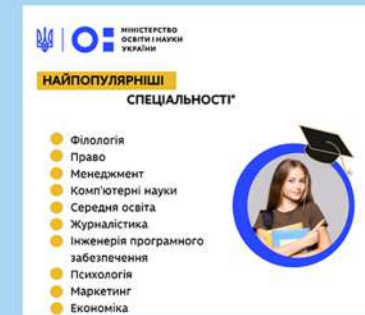 МІНІСТЕРСТВО
ОСВІТИ І НАУКИ
УКРАЇНИ
НАЙПОПУЛЯРНІШІ
СПЕЦІАЛЬНОСТІ*
Філологія
Право
Менеджмент
Комп'ютерні науки
Середня освіта
Журналістика
Інженерія програмного
забезпечення
Психологія
Маркетинг
Економіка